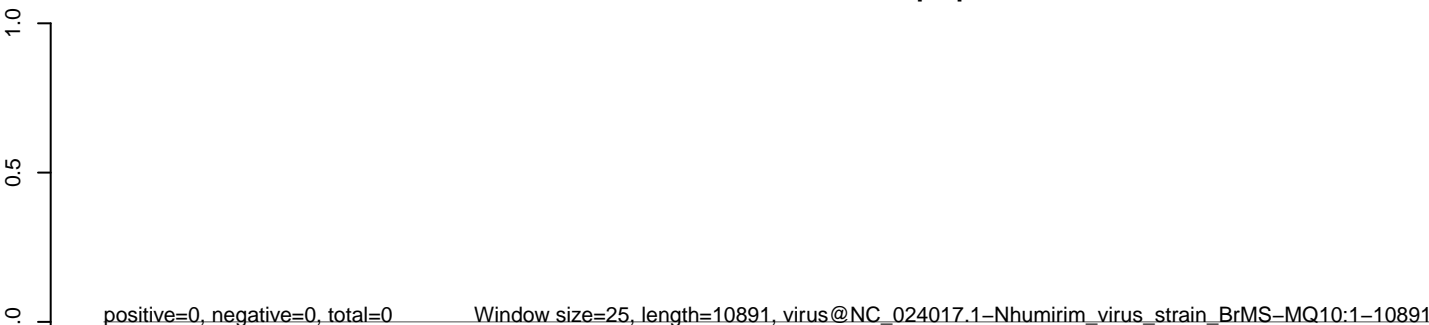 1.0
0.5
.0
positive=0, negative=0, total=0 Window size=25, length=10891, virus@NC_024017.1−Nhumirim_virus_strain_BrMS−MQ10:1−10891